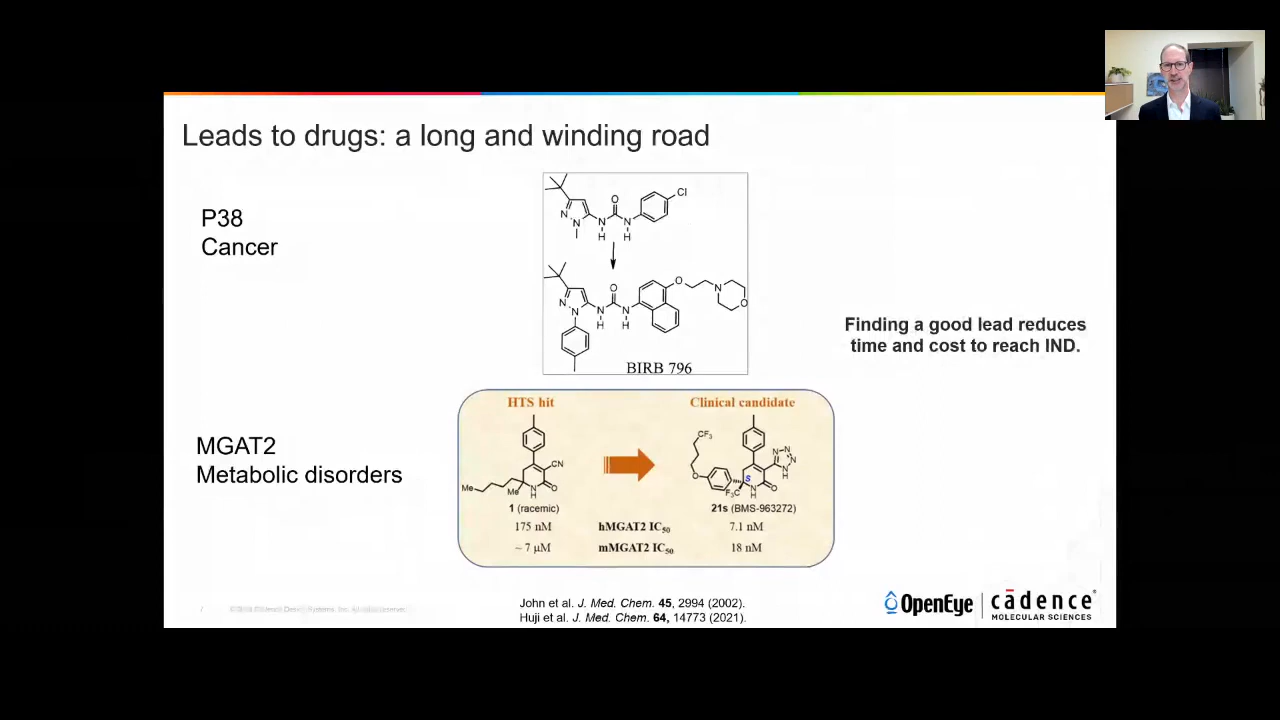 Leads to drugs: a long and winding road
P38
Cancer
Cl
O
N
N
N
N
H
H
O
N
O
O
N
N
N
N
H
H
BIRB 796
Finding a good lead reduces
time and cost to reach IND.
MGAT2
Metabolic disorders
HTS hit
Clinical candidate
CN
Me
Me
N
H
O
CF3
O
F3C
S
N
N
N
N
H
N
H
O
1 (racemic)
21s (BMS-963272)
175 nM
hMGAT2 IC50
7.1 nM
~ 7 μM
mMGAT2 IC50
18 nM
John et al. J. Med. Chem. 45, 2994 (2002).
Huji et al. J. Med. Chem. 64, 14773 (2021).
OpenEye
cādence®
MOLECULAR SCIENCES